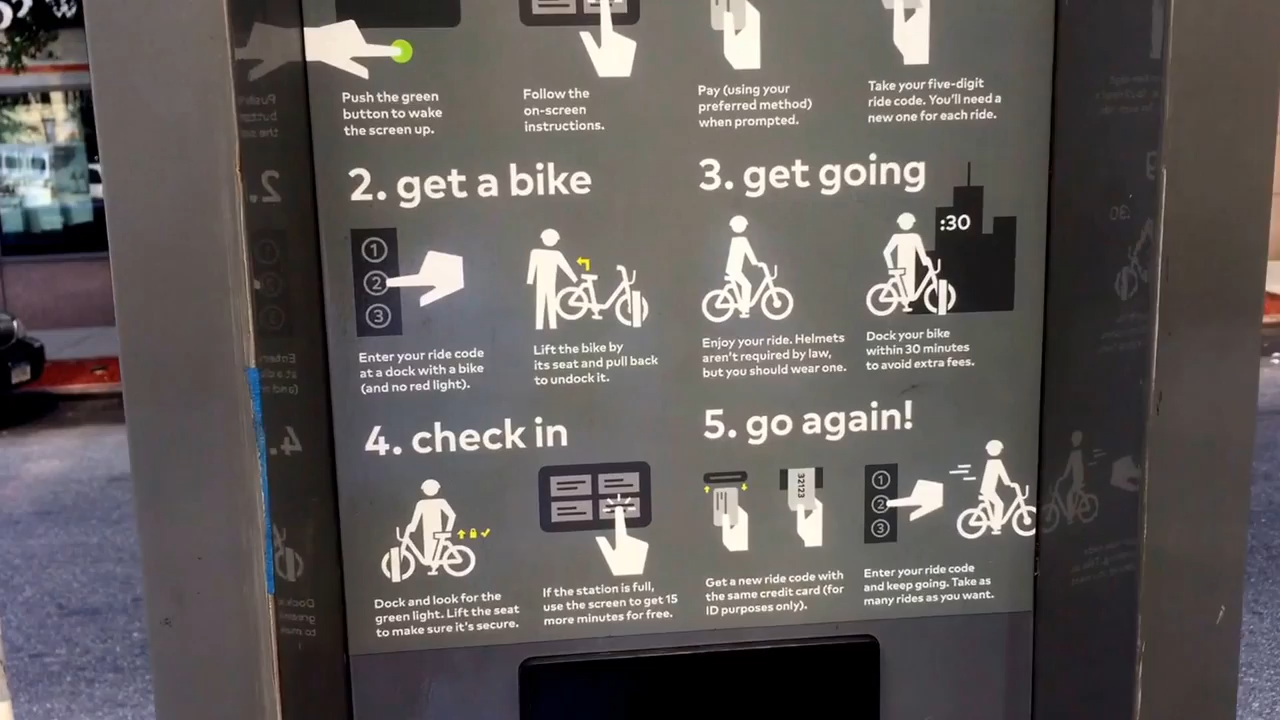 Push the green
button to wake
the screen up.
Follow the
on-screen
instructions.
Pay (using your
preferred method)
when prompted.
Take your five-digit
ride code. You'll need a
new one for each ride.
2. get a bike
1
2
3
Enter your ride code
at a dock with a bike
(and no red light).
Lift the bike by
its seat and pull back
to undock it.
3. get going
:30
Enjoy your ride. Helmets
aren't required by law,
but you should wear one.
Dock your bike
within 30 minutes
to avoid extra fees.
4. check in
Dock and look for the
green light. Lift the seat
to make sure it's secure.
If the station is full,
use the screen to get 15
more minutes for free.
5. go again!
32123
Get a new ride code with
the same credit card (for
ID purposes only).
1
2
3
Enter your ride code
and keep going. Take as
many rides as you want.